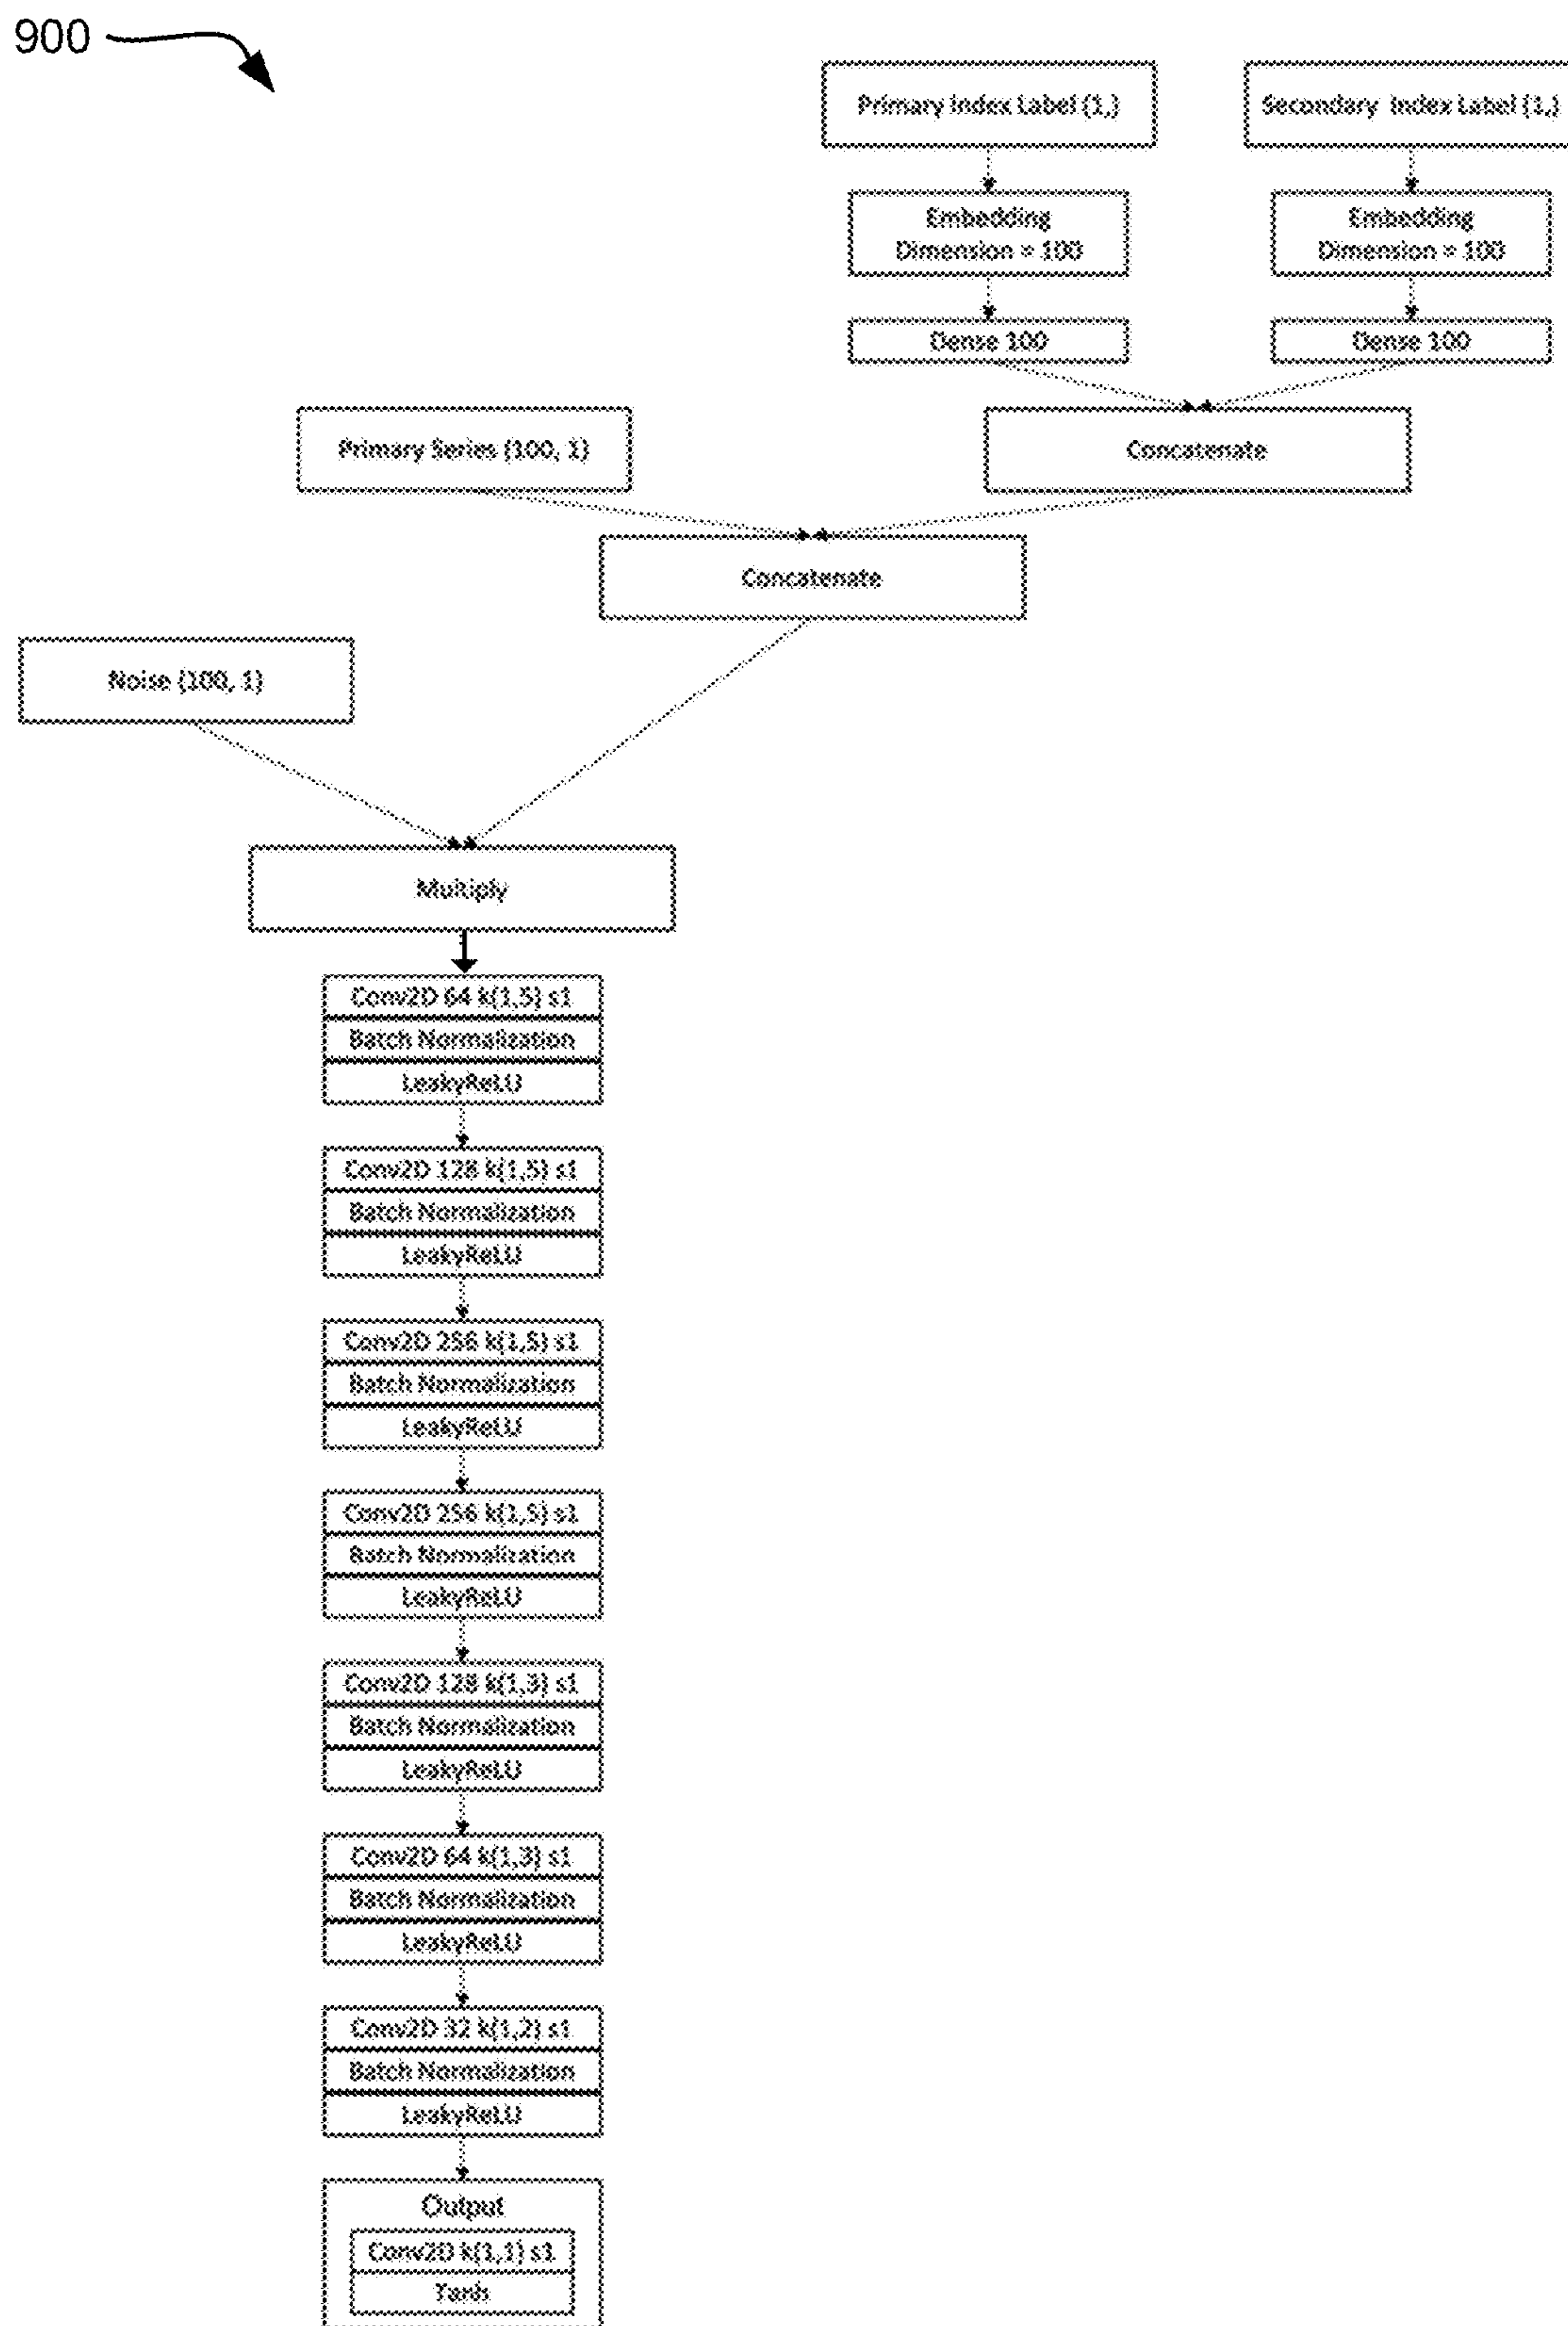 900
Primary Index Label (1,)
Secondary Index Label (1,)
Embedding
Dimension = 100
Embedding
Dimension = 100
Dense 100
Dense 100
Primary Series (100, 1)
Concatenate
Concatenate
Noise (100, 1)
Multiply
Conv2D 64 k(1,5) s1
Batch Normalization
LeakyReLU
Conv2D 128 k(1,5) s1
Batch Normalization
LeakyReLU
Conv2D 256 k(1,5) s1
Batch Normalization
LeakyReLU
Conv2D 256 k(1,5) s1
Batch Normalization
LeakyReLU
Conv2D 128 k(1,3) s1
Batch Normalization
LeakyReLU
Conv2D 64 k(1,3) s1
Batch Normalization
LeakyReLU
Conv2D 32 k(1,2) s1
Batch Normalization
LeakyReLU
Output
Conv2D k(1,1) s1
Tanh